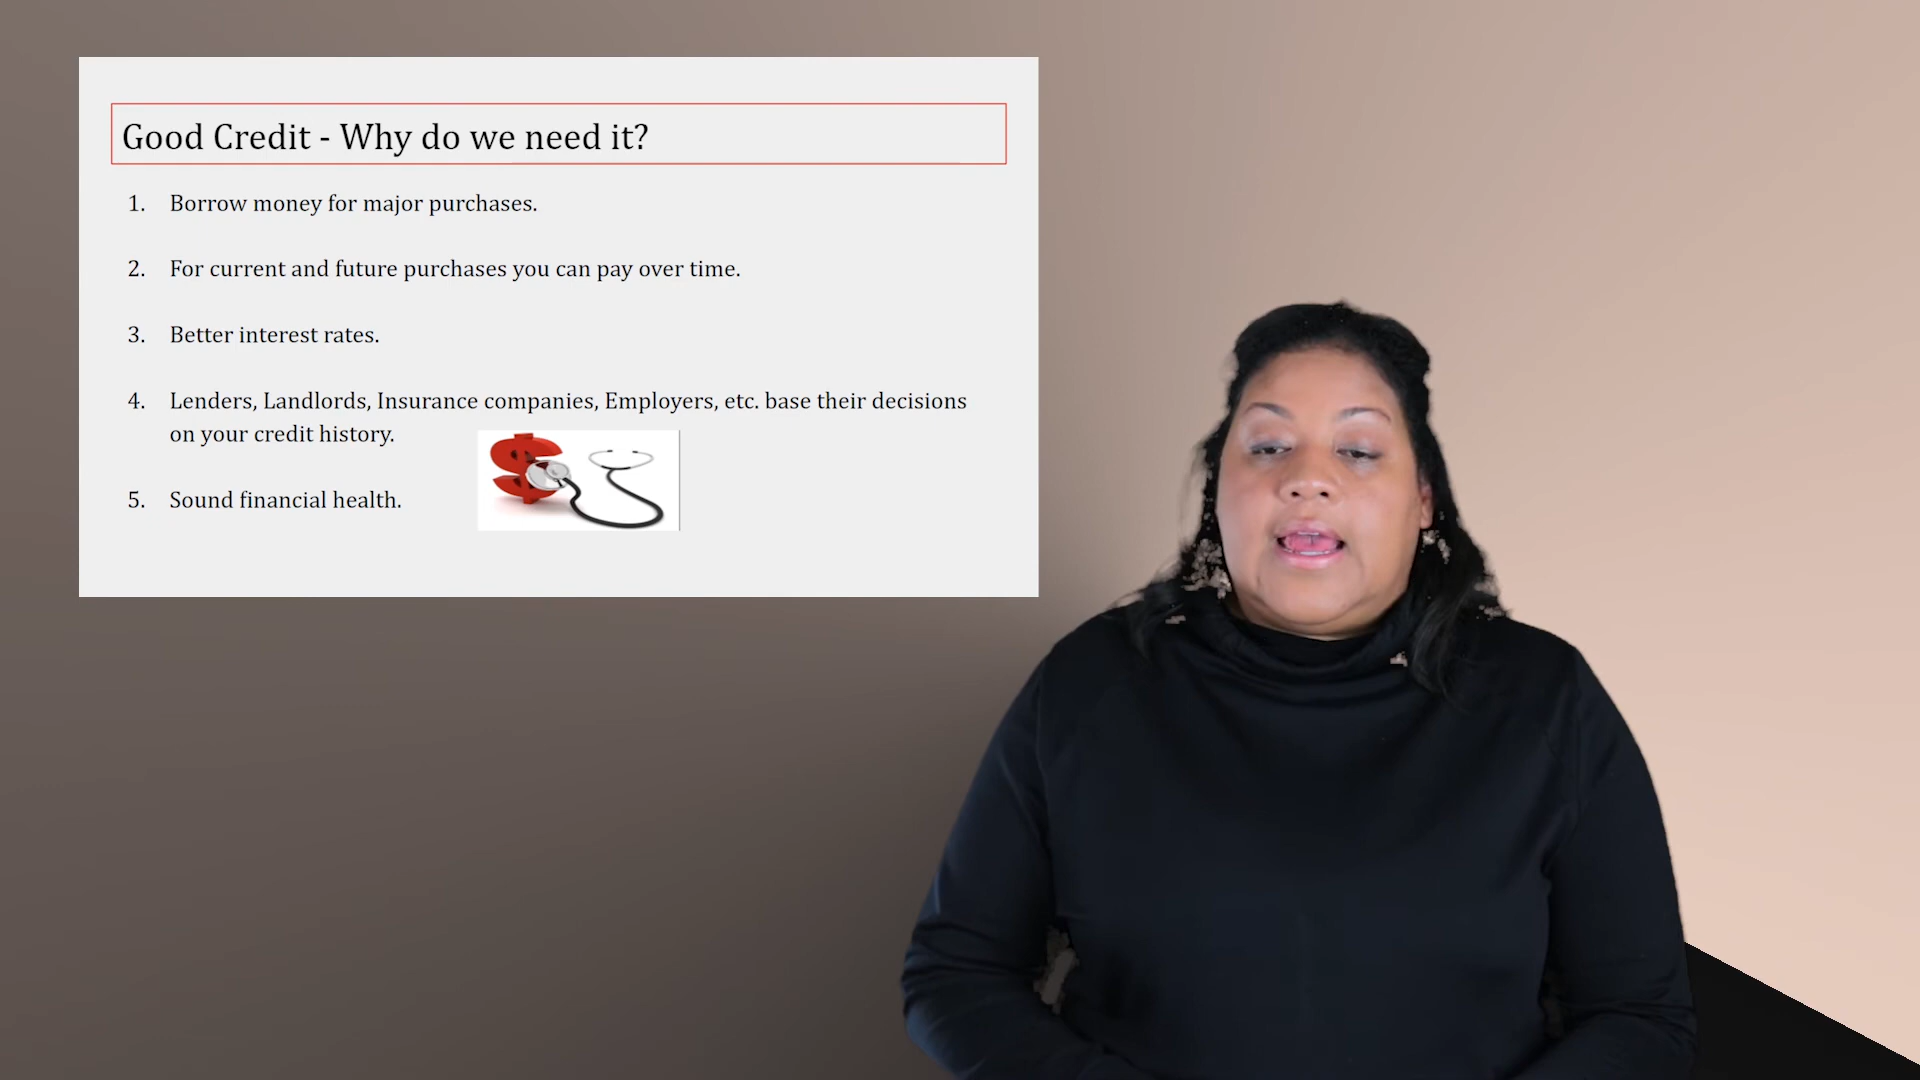 Good Credit - Why do we need it?
1. Borrow money for major purchases.
2. For current and future purchases you can pay over time.
3. Better interest rates.
4. Lenders, Landlords, Insurance companies, Employers, etc. base their decisions
on your credit history.
$
5. Sound financial health.